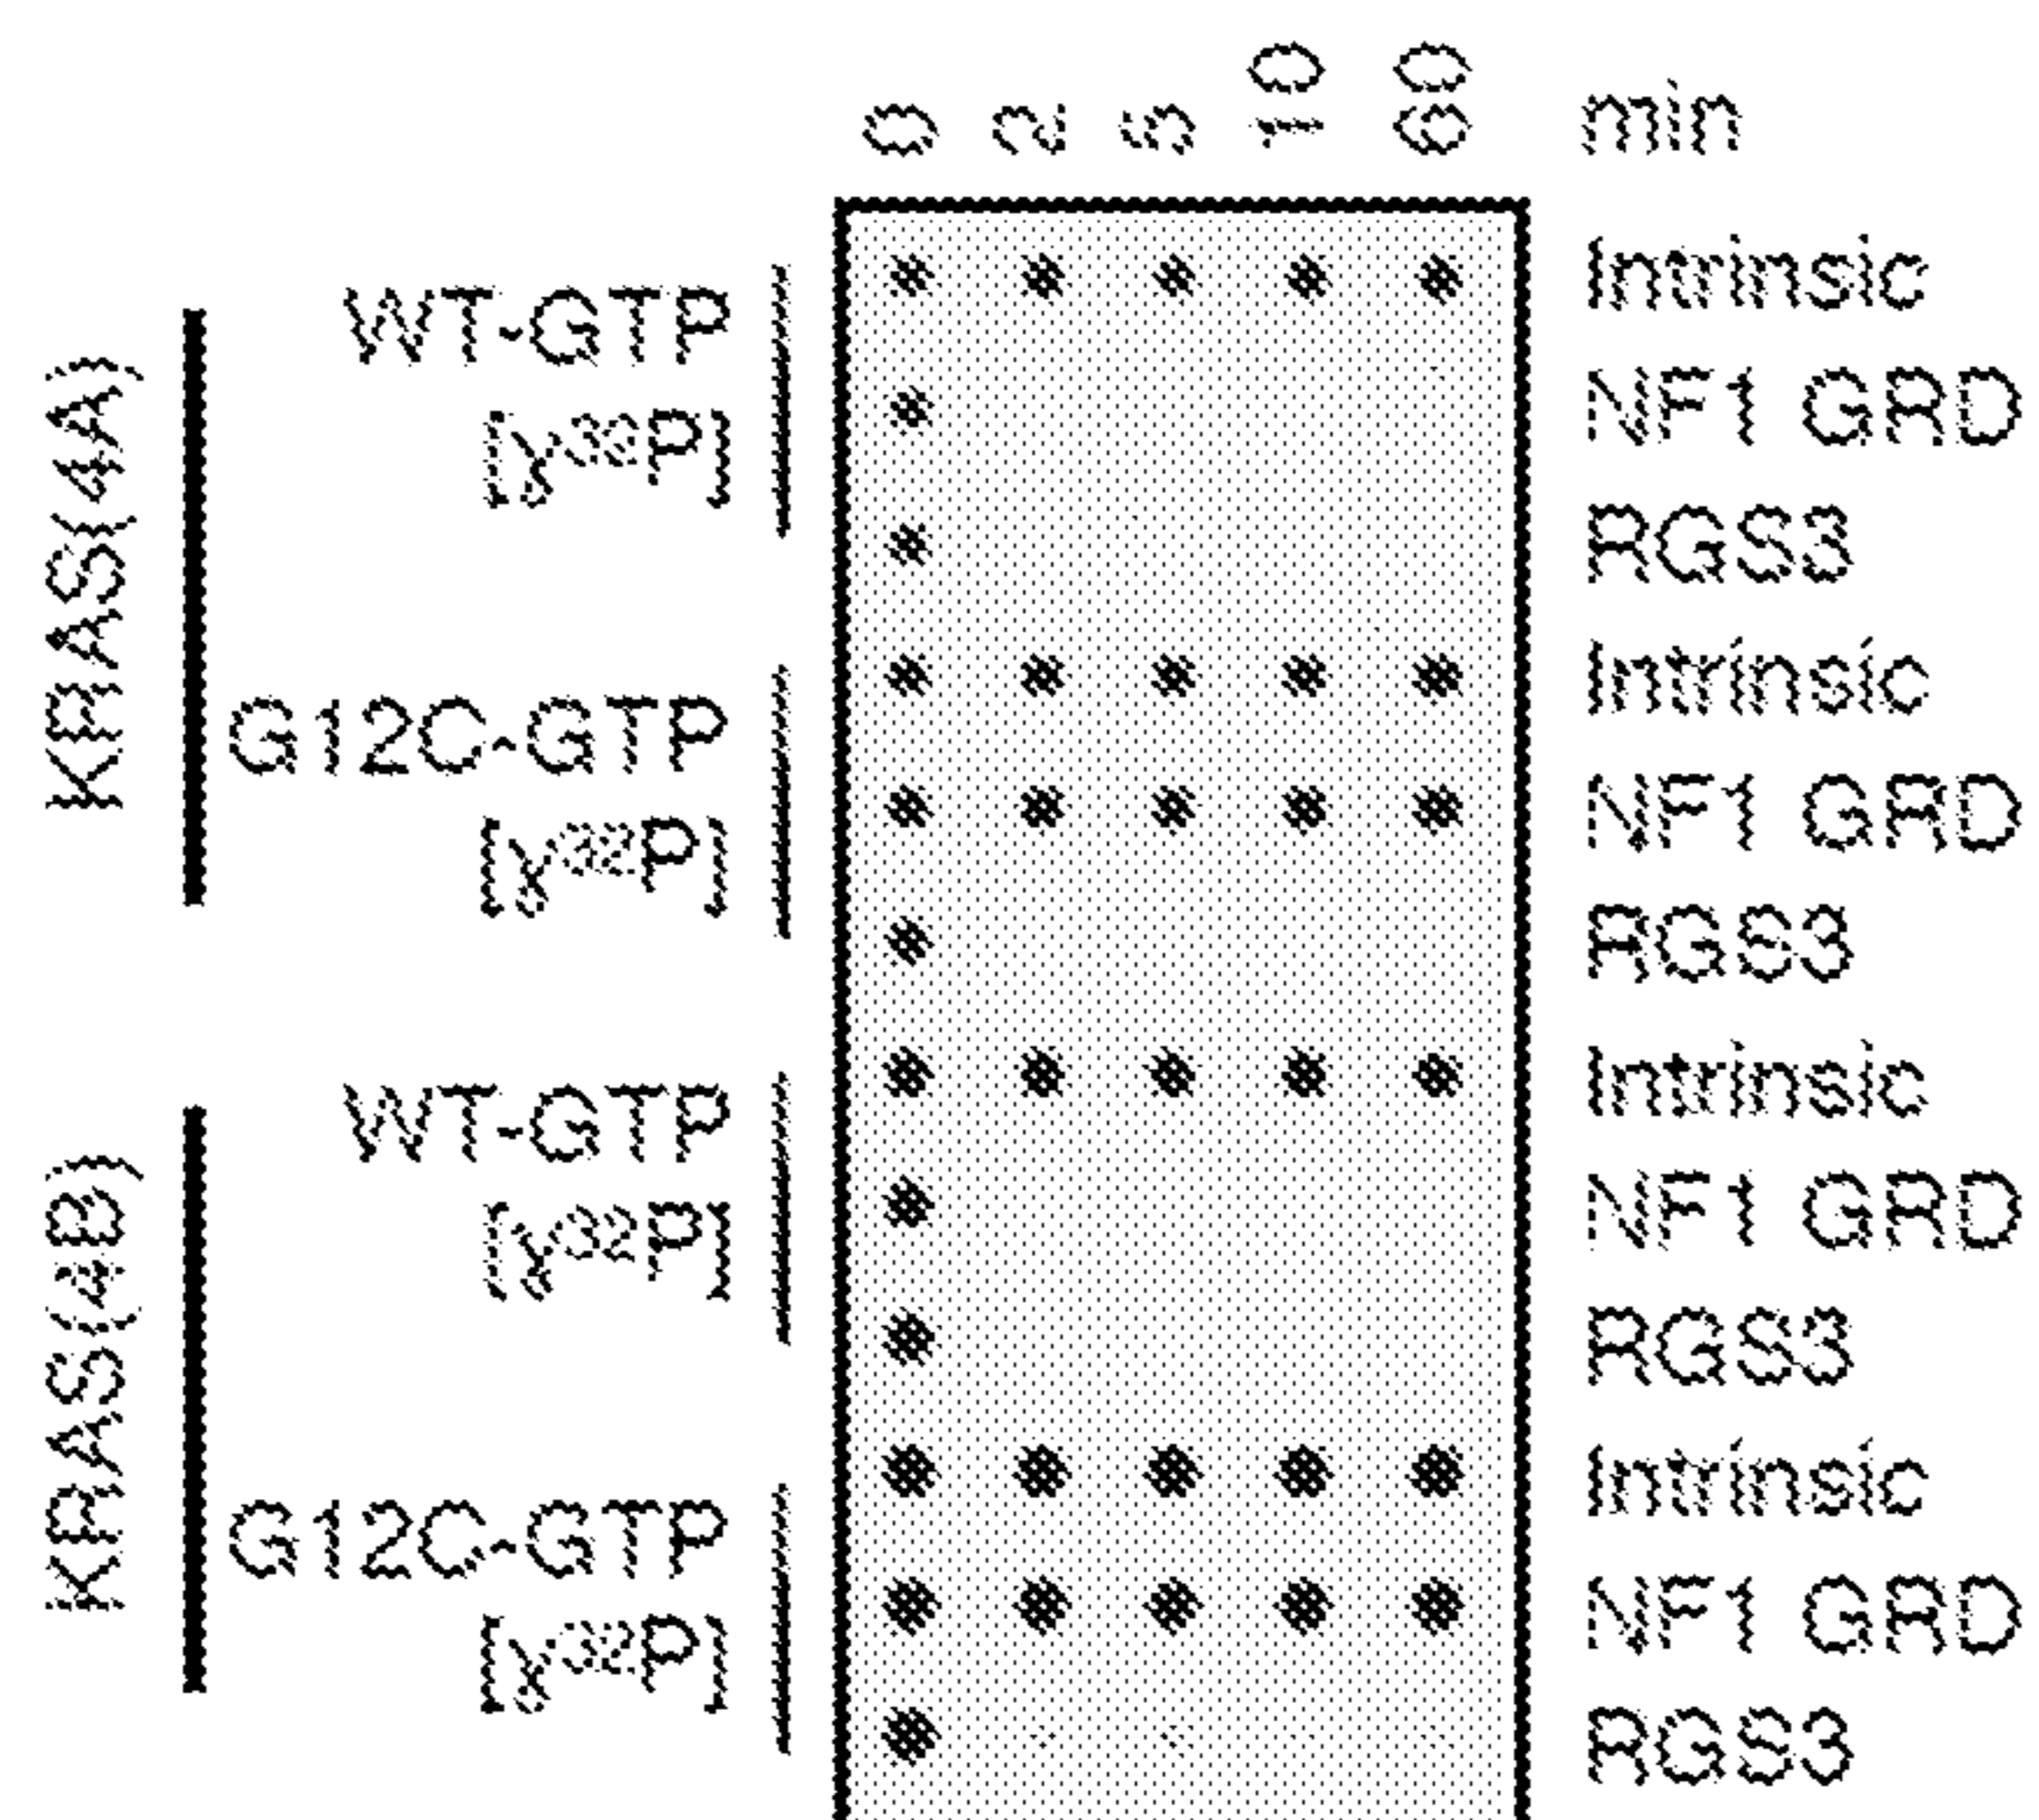 0 2 5 10 60 min
KRAS(4A)
WT-GTP
[γ³²P]
Intrinsic
NF1 GRD
RGS3
G12C-GTP
[γ³²P]
Intrinsic
NF1 GRD
RGS3
KRAS(4B)
WT-GTP
[γ³²P]
Intrinsic
NF1 GRD
RGS3
G12C-GTP
[γ³²P]
Intrinsic
NF1 GRD
RGS3